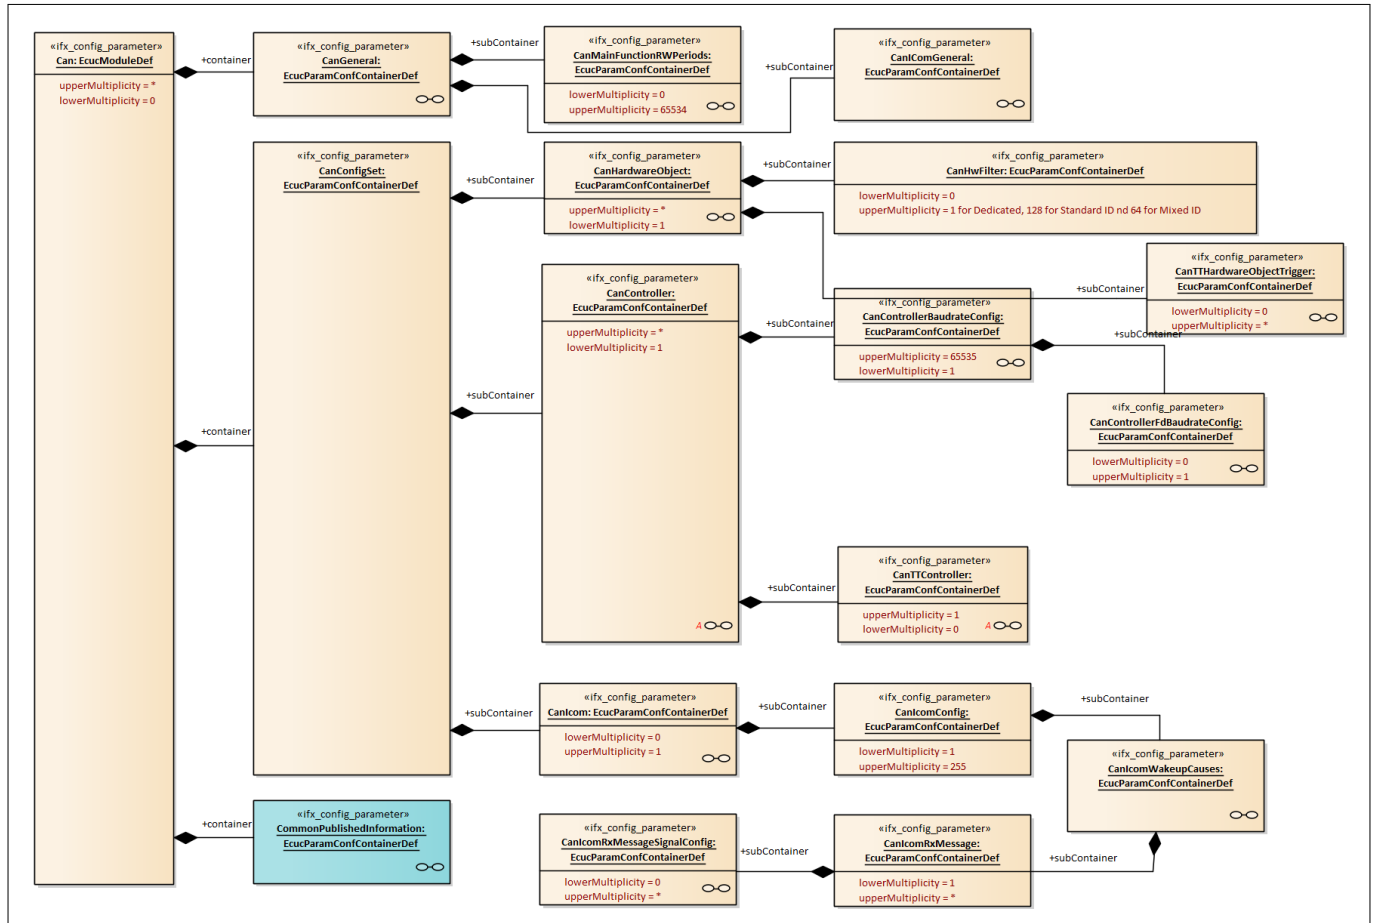 «ifx_config_parameter»
Can: EcucModuleDef
upperMultiplicity = *
lowerMultiplicity = 0
+container
«ifx_config_parameter»
CanGeneral:
EcucParamConfContainerDef
+subContainer
«ifx_config_parameter»
CanMainFunctionRWPeriods:
EcucParamConfContainerDef
lowerMultiplicity = 0
upperMultiplicity = 65534
+subContainer
«ifx_config_parameter»
CanIComGeneral:
EcucParamConfContainerDef
+container
«ifx_config_parameter»
CanConfigSet:
EcucParamConfContainerDef
+subContainer
«ifx_config_parameter»
CanHardwareObject:
EcucParamConfContainerDef
upperMultiplicity = *
lowerMultiplicity = 1
+subContainer
«ifx_config_parameter»
CanHwFilter: EcucParamConfContainerDef
lowerMultiplicity = 0
upperMultiplicity = 1 for Dedicated, 128 for Standard ID nd 64 for Mixed ID
+subContainer
«ifx_config_parameter»
CanTTHardwareObjectTrigger:
EcucParamConfContainerDef
lowerMultiplicity = 0
upperMultiplicity = *
+subContainer
«ifx_config_parameter»
CanController:
EcucParamConfContainerDef
upperMultiplicity = *
lowerMultiplicity = 1
A
+subContainer
«ifx_config_parameter»
CanControllerBaudrateConfig:
EcucParamConfContainerDef
upperMultiplicity = 65535
lowerMultiplicity = 1
+subContainer
«ifx_config_parameter»
CanControllerFdBaudrateConfig:
EcucParamConfContainerDef
lowerMultiplicity = 0
upperMultiplicity = 1
+subContainer
«ifx_config_parameter»
CanTTController:
EcucParamConfContainerDef
upperMultiplicity = 1
lowerMultiplicity = 0
A
+subContainer
«ifx_config_parameter»
CanIcom: EcucParamConfContainerDef
lowerMultiplicity = 0
upperMultiplicity = 1
+subContainer
«ifx_config_parameter»
CanIcomConfig:
EcucParamConfContainerDef
lowerMultiplicity = 1
upperMultiplicity = 255
+subContainer
«ifx_config_parameter»
CanIcomWakeupCauses:
EcucParamConfContainerDef
+container
«ifx_config_parameter»
CommonPublishedInformation:
EcucParamConfContainerDef
«ifx_config_parameter»
CanIcomRxMessageSignalConfig:
EcucParamConfContainerDef
lowerMultiplicity = 0
upperMultiplicity = *
+subContainer
«ifx_config_parameter»
CanIcomRxMessage:
EcucParamConfContainerDef
lowerMultiplicity = 1
upperMultiplicity = *
+subContainer